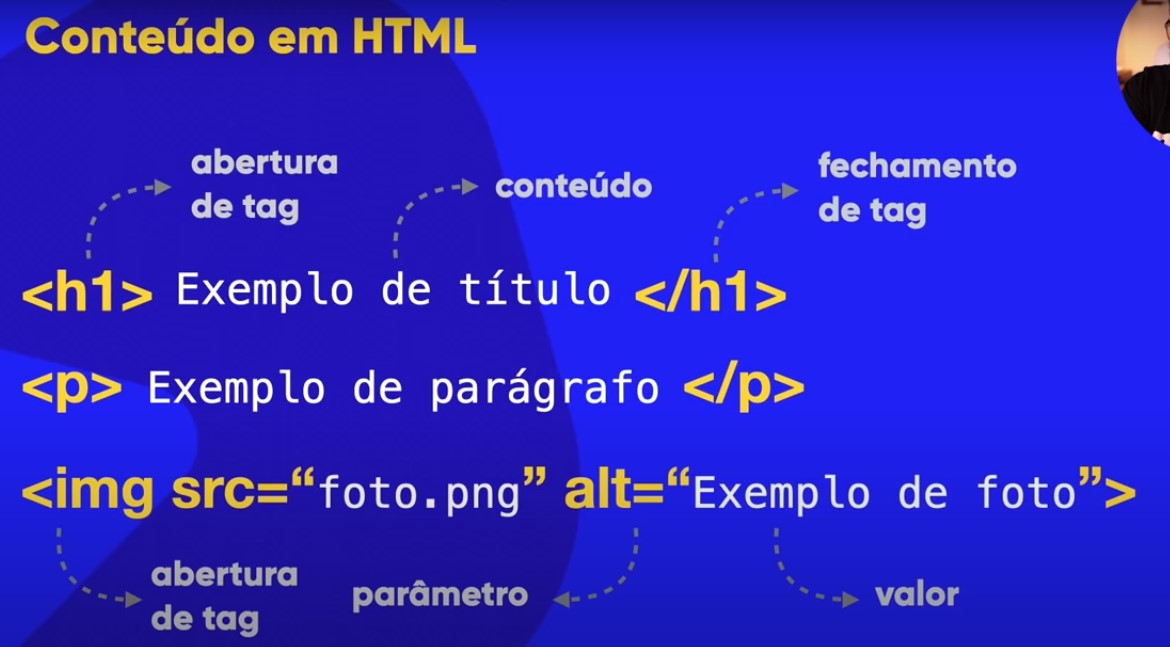 Conteúdo em HTML
abertura
de tag
conteúdo
fechamento
de tag
<h1> Exemplo de título </h1>
<p> Exemplo de parágrafo </p>
<img src=“foto.png” alt=“Exemplo de foto”>
abertura
de tag
parâmetro
valor